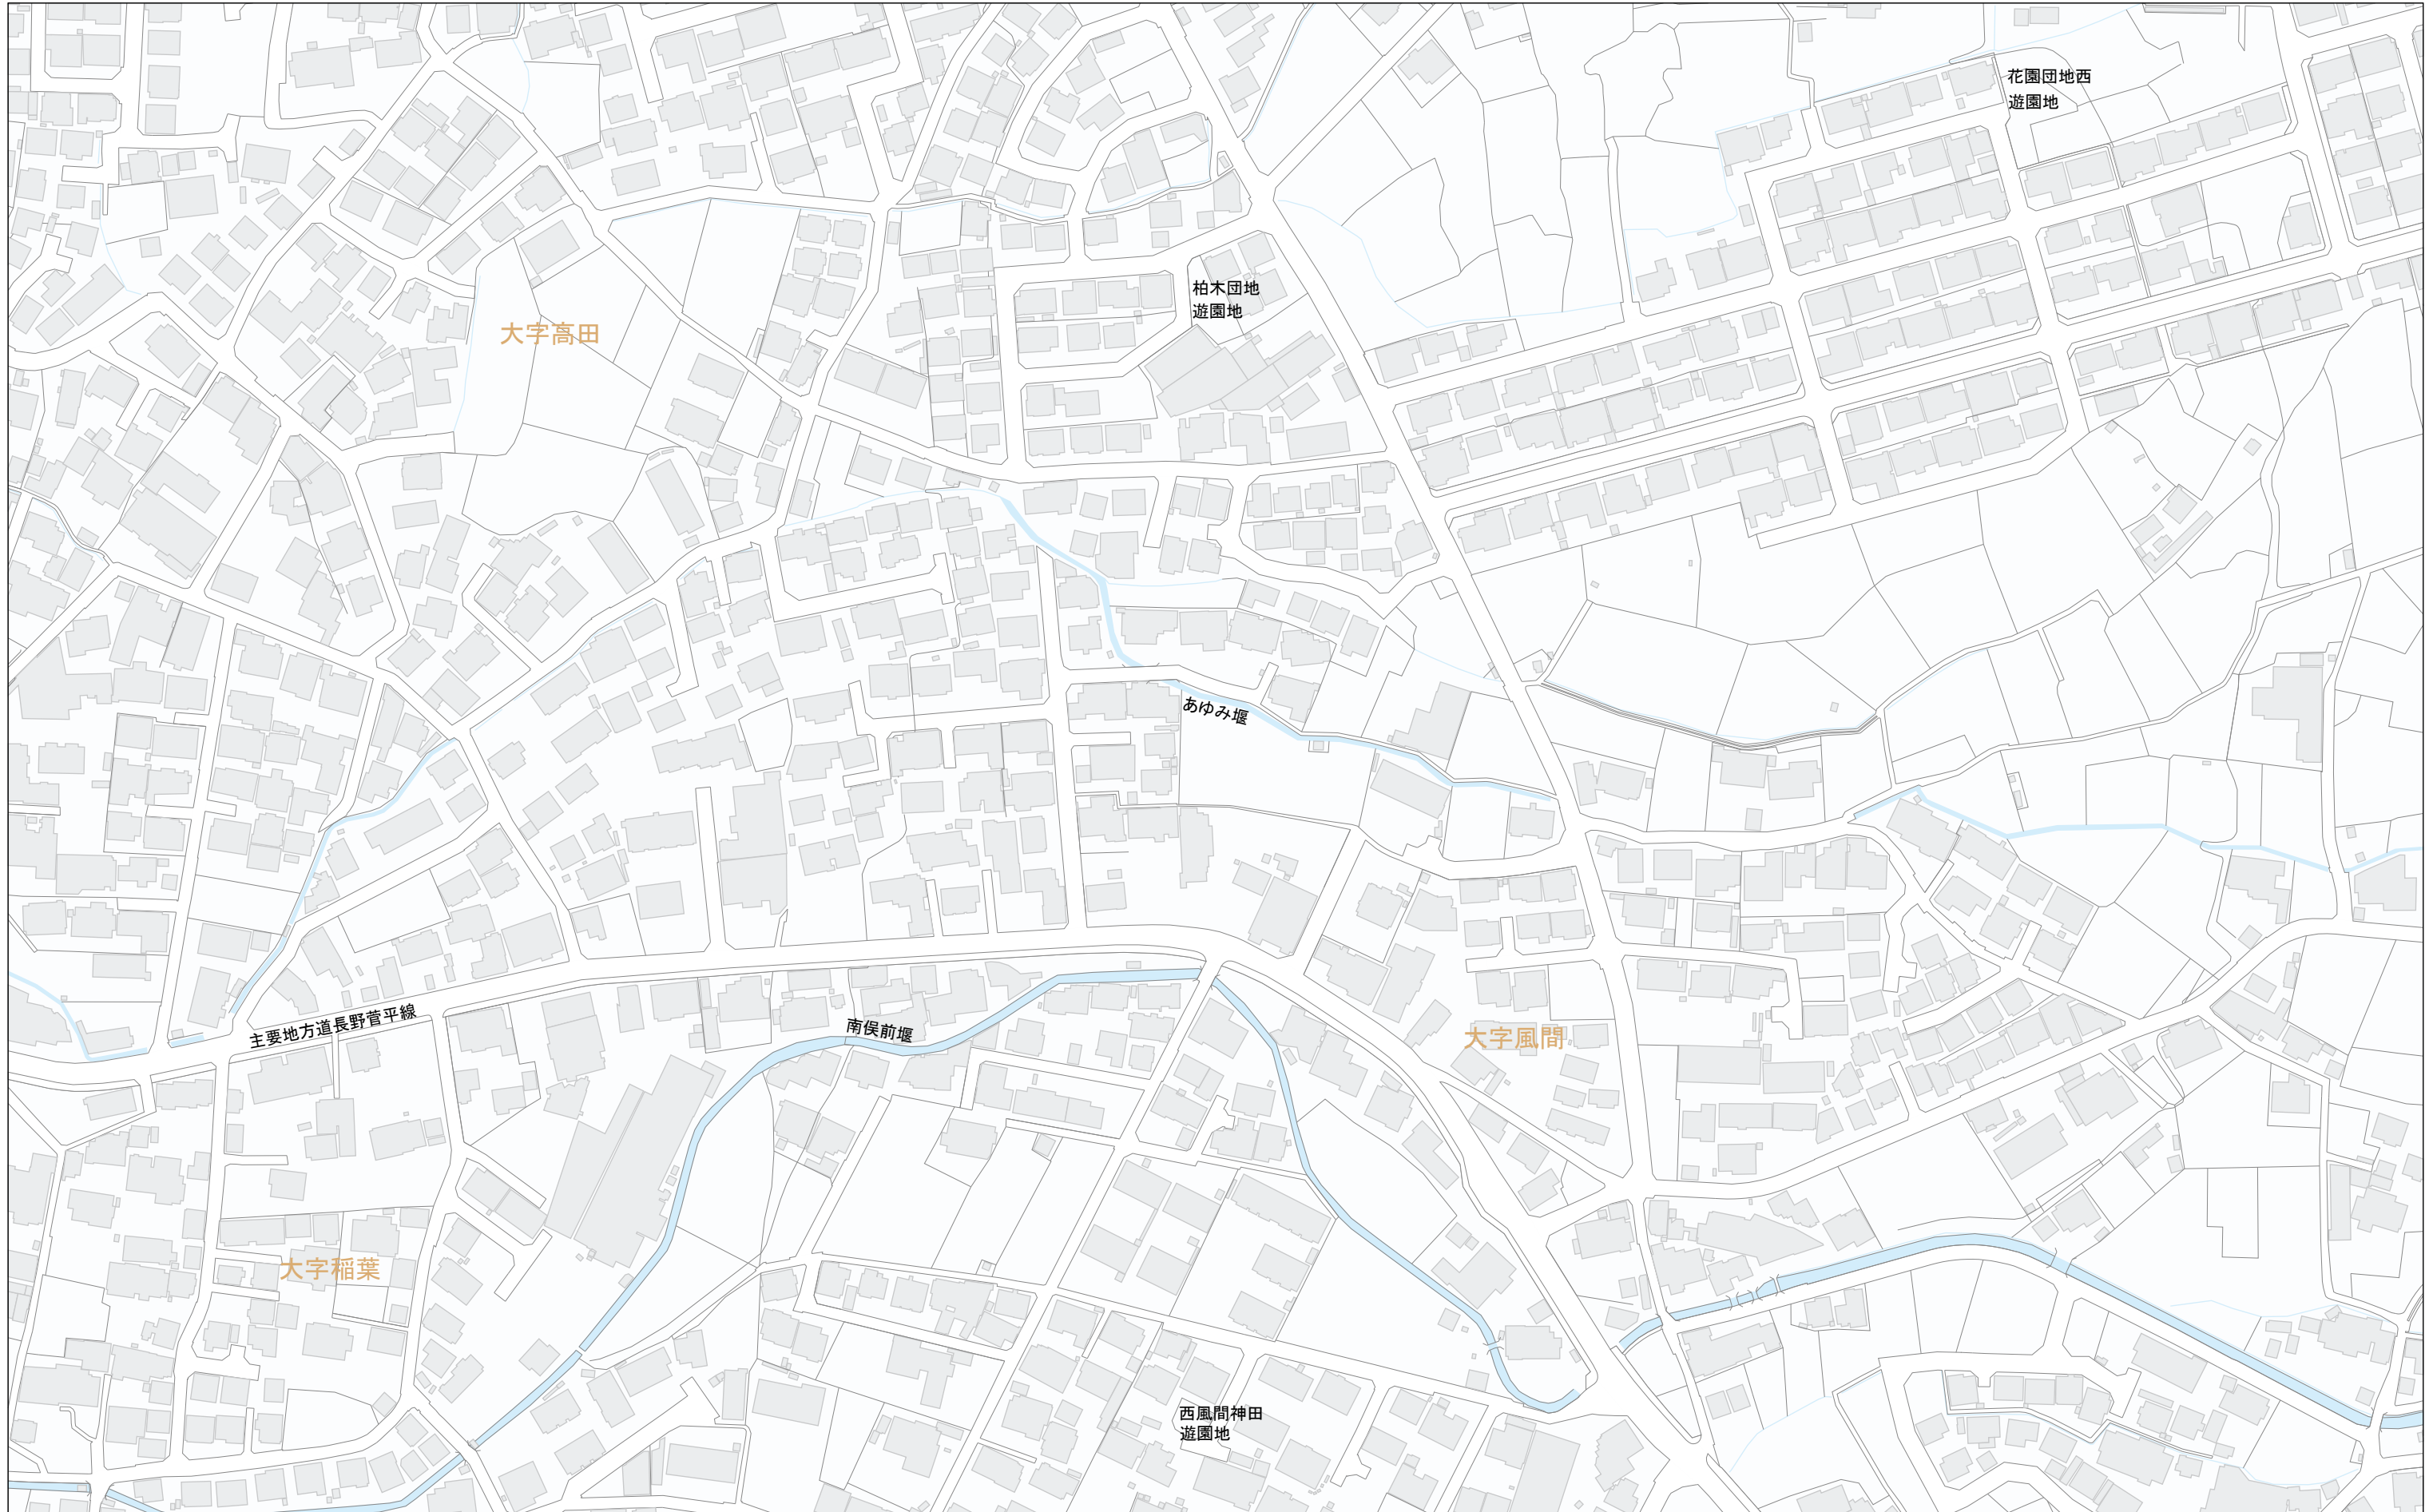 花園団地西
遊園地
柏木団地
遊園地
大字高田
あゆみ堰
主要地方道長野菅平線
南俣前堰
大字風間
大字稲葉
西風間神田
遊園地